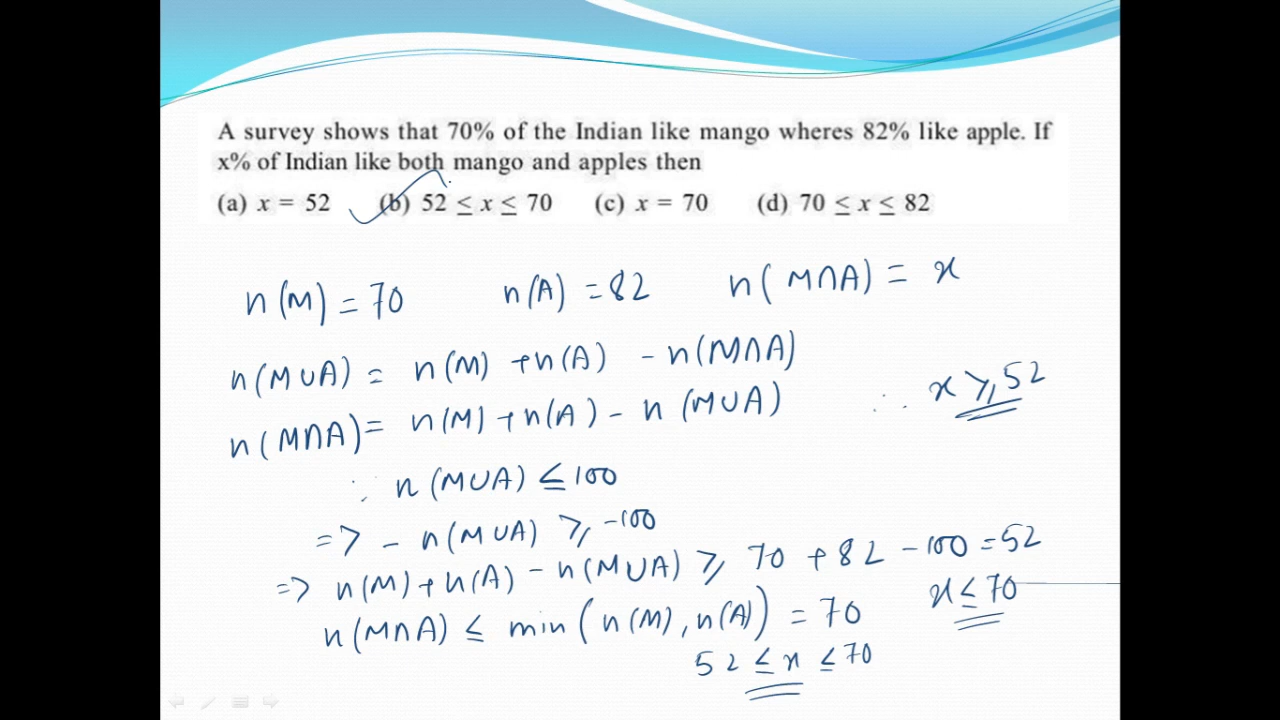 A survey shows that 70% of the Indian like mango wheres 82% like apple. If
x% of Indian like both mango and apples then
(a) x = 52 (b) 52 ≤ x ≤ 70 (c) x = 70 (d) 70 ≤ x ≤ 82
n(M) = 70 n(A) = 82 n(M∩A) = x
n(M∪A) = n(M) + n(A) - n(M∩A)
n(M∩A) = n(M) + n(A) - n(M∪A) ∴ x ≥ 52
∵ n(M∪A) ≤ 100
=> - n(M∪A) ≥ -100
=> n(M) + n(A) - n(M∪A) ≥ 70 + 82 - 100 = 52
n(M∩A) ≤ min(n(M), n(A)) = 70 x ≤ 70
52 ≤ x ≤ 70